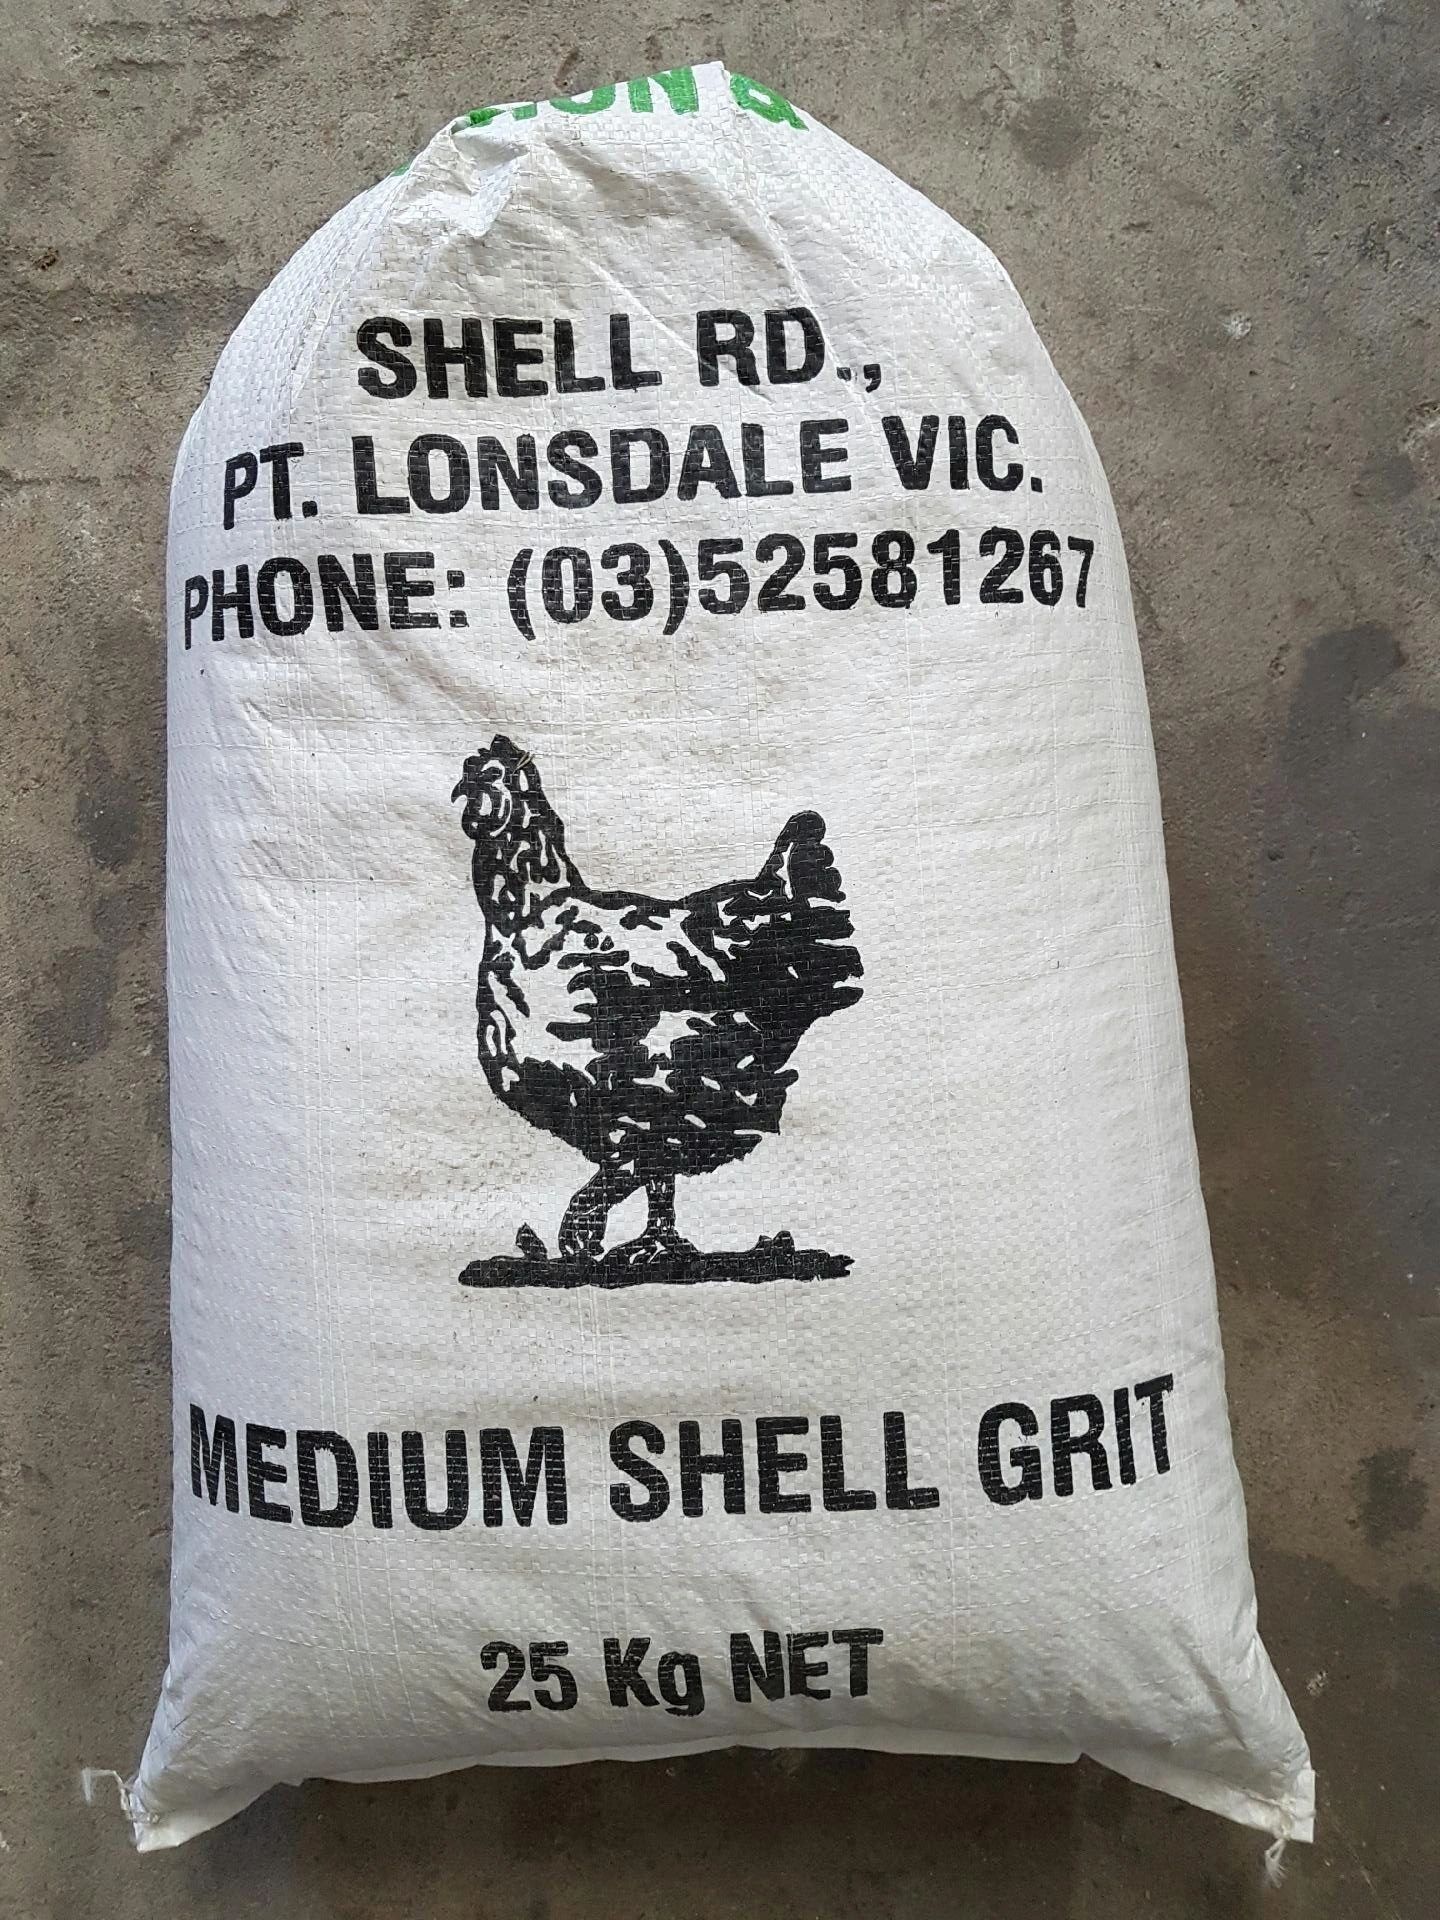 SHELL RD.,
PT. LONSDALE VIC.
PHONE: (03)52581267
MEDIUM SHELL GRIT
25 Kg NET